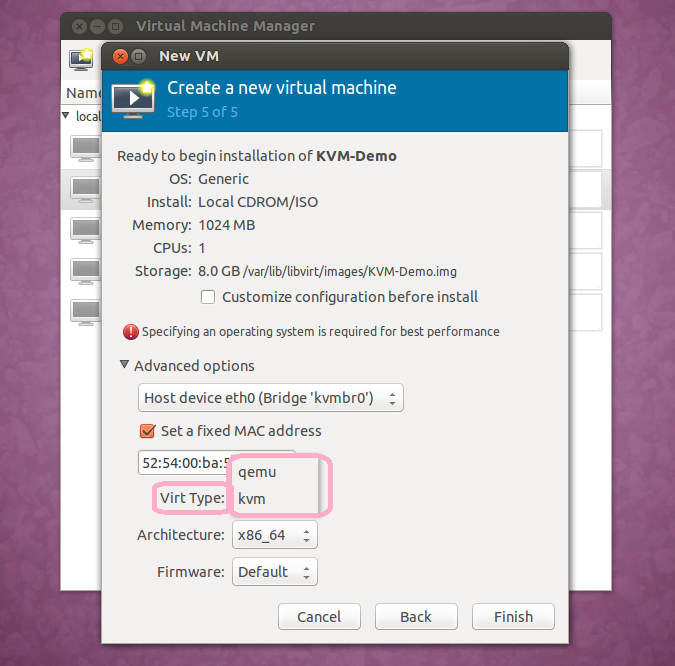 Virtual Machine Manager
New VM
Create a new virtual machine
Step 5 of 5
Name
local
Ready to begin installation of KVM-Demo
OS: Generic
Install: Local CDROM/ISO
Memory: 1024 MB
CPUs: 1
Storage: 8.0 GB /var/lib/libvirt/images/KVM-Demo.img
Customize configuration before install
Specifying an operating system is required for best performance
Advanced options
Host device eth0 (Bridge 'kvmbr0')
Set a fixed MAC address
52:54:00:ba:5
qemu
Virt Type: kvm
Architecture: x86_64
Firmware: Default
Cancel Back Finish